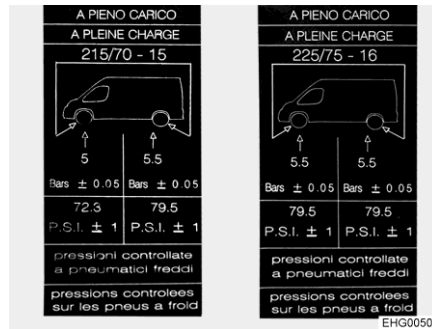 A PIENO CARICO
A PLEINE CHARGE
215/70 - 15
5
5.5
Bars ± 0.05
Bars ± 0.05
72.3
79.5
P.S.I. ± 1
P.S.I. ± 1
pressioni controllate
a pneumatici freddi
pressions controlees
sur les pneus a froid
A PIENO CARICO
A PLEINE CHARGE
225/75 - 16
5.5
5.5
Bars ± 0.05
Bars ± 0.05
79.5
79.5
P.S.I. ± 1
P.S.I. ± 1
pressioni controllate
a pneumatici freddi
pressions controlees
sur les pneus a froid
EHG0050